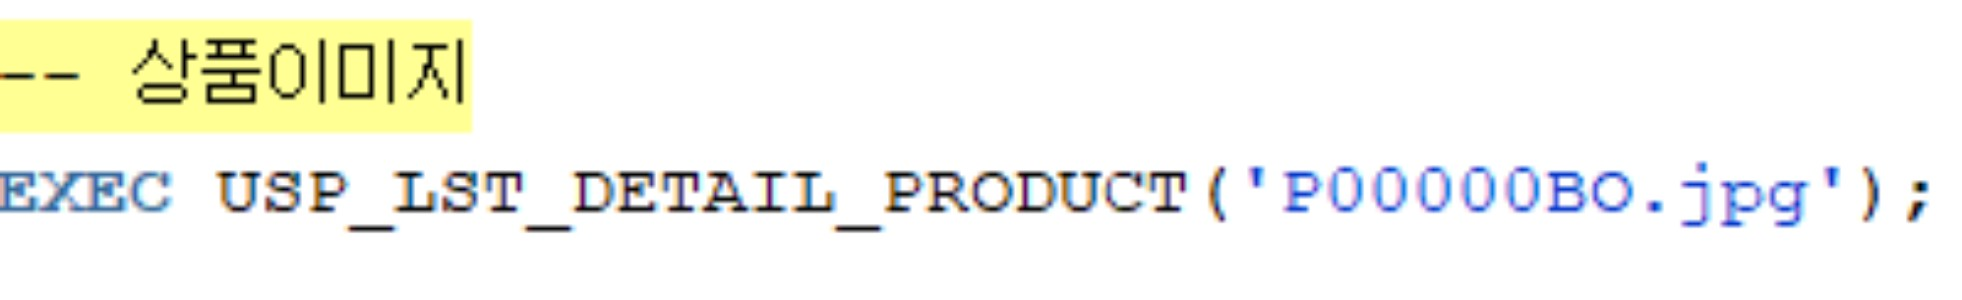 -- 상품이미지
EXEC USP_LST_DETAIL_PRODUCT('P00000BO.jpg');